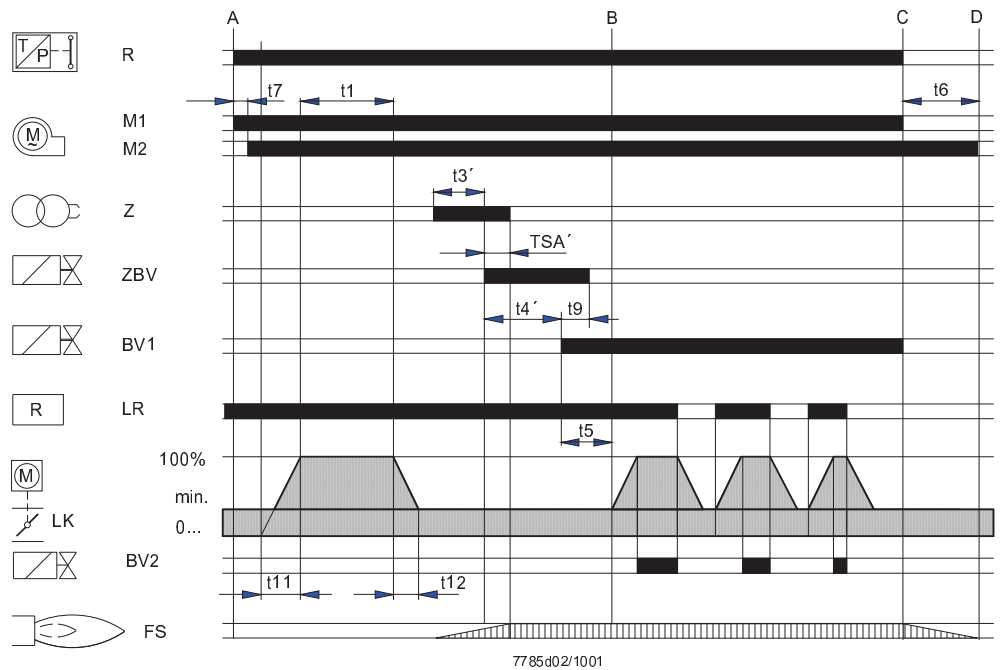 A B C D
T
P
R
t7 t1 t6
M1
M
~
M2
t3´
Z
TSA´
ZBV
t4´ t9
BV1
R LR
t5
100%
M
min.
LK
0...
BV2
t11 t12
FS
7785d02/1001